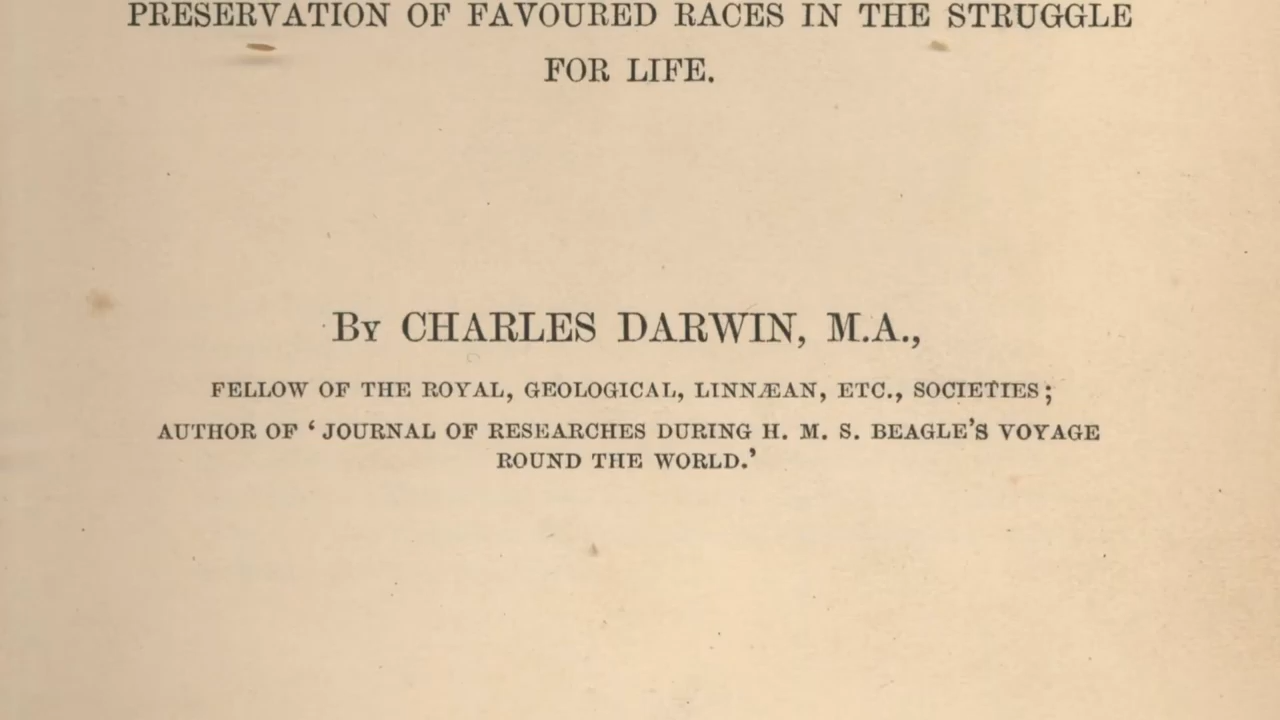 PRESERVATION OF FAVOURED RACES IN THE STRUGGLE
FOR LIFE.
By CHARLES DARWIN, M.A.,
FELLOW OF THE ROYAL, GEOLOGICAL, LINNÆAN, ETC., SOCIETIES;
AUTHOR OF ‘JOURNAL OF RESEARCHES DURING H. M. S. BEAGLE’S VOYAGE
ROUND THE WORLD.’